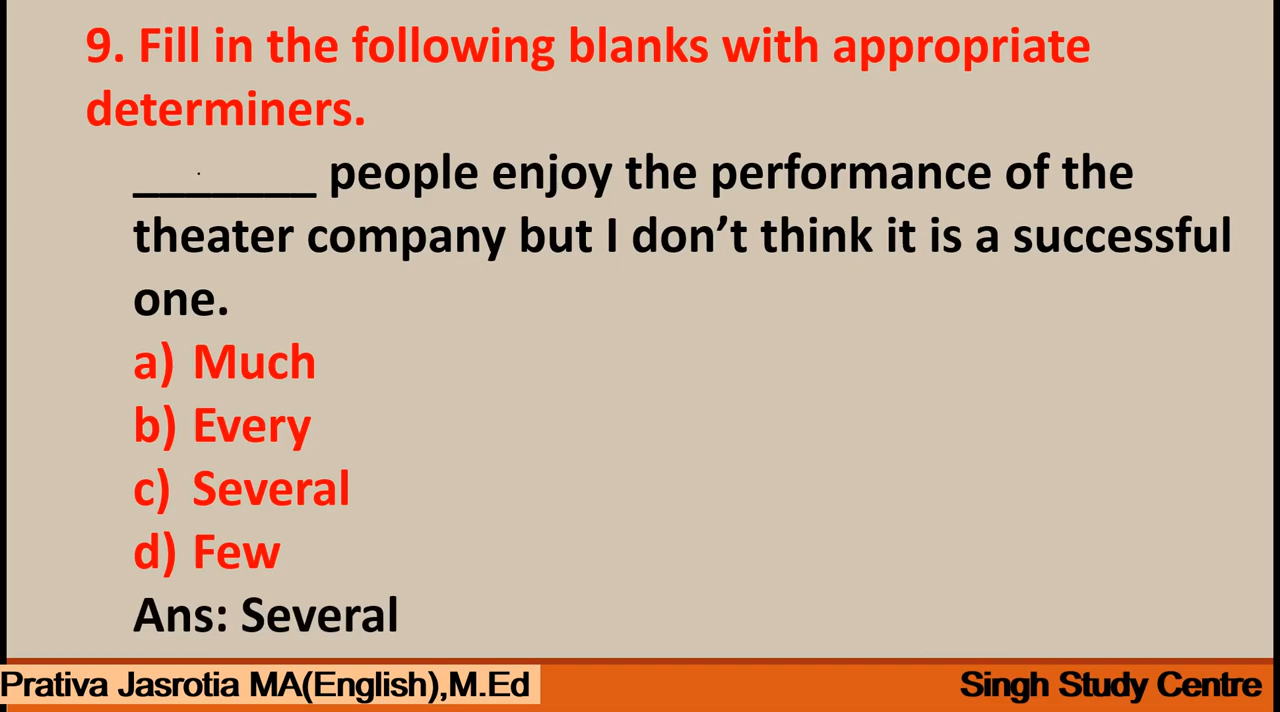 9. Fill in the following blanks with appropriate
determiners.
_______ people enjoy the performance of the
theater company but I don’t think it is a successful
one.
a) Much
b) Every
c) Several
d) Few
Ans: Several
Prativa Jasrotia MA(English),M.Ed
Singh Study Centre